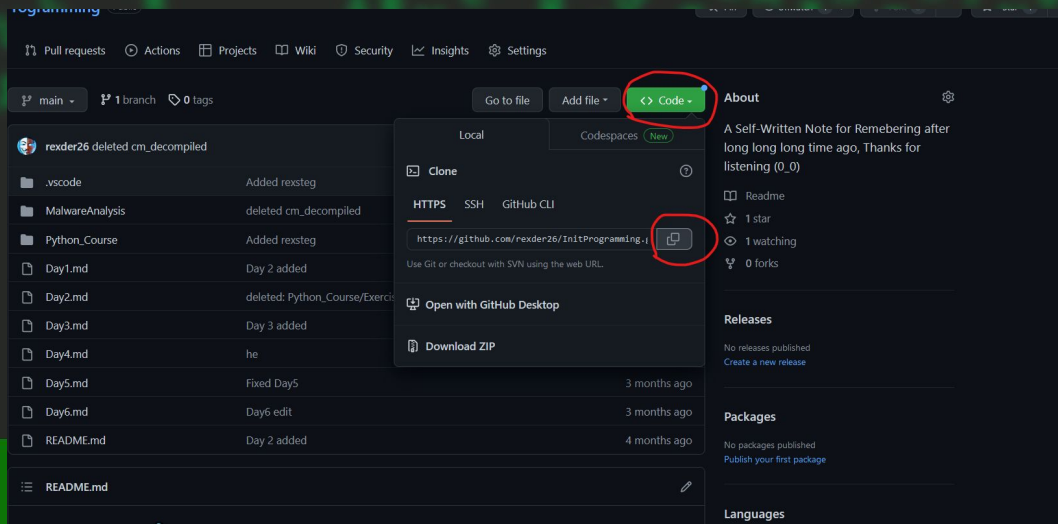 rogramming
Pull requests
Actions
Projects
Wiki
Security
Insights
Settings
main
1 branch
0 tags
Go to file
Add file
<> Code
About
A Self-Written Note for Remebering after
long long long time ago, Thanks for
listening (0_0)
Readme
1 star
1 watching
0 forks
Local
Codespaces
New
Clone
HTTPS
SSH
GitHub CLI
https://github.com/rexder26/InitProgramming.
Use Git or checkout with SVN using the web URL.
Open with GitHub Desktop
Download ZIP
rexder26 deleted cm_decompiled
.vscode
Added rexsteg
MalwareAnalysis
deleted cm_decompiled
Python_Course
Added rexsteg
Day1.md
Day 2 added
Day2.md
deleted: Python_Course/Exercis
Day3.md
Day 3 added
Day4.md
he
Day5.md
Fixed Day5
3 months ago
Day6.md
Day6 edit
3 months ago
README.md
Day 2 added
4 months ago
README.md
Releases
No releases published
Create a new release
Packages
No packages published
Publish your first package
Languages